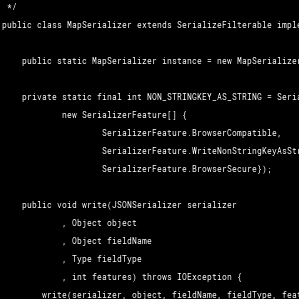 */
public class MapSerializer extends SerializeFilterable imple
public static MapSerializer instance = new MapSerializer
private static final int NON_STRINGKEY_AS_STRING = Seria
new SerializerFeature[] {
SerializerFeature.BrowserCompatible,
SerializerFeature.WriteNonStringKeyAsStr
SerializerFeature.BrowserSecure});
public void write(JSONSerializer serializer
, Object object
, Object fieldName
, Type fieldType
, int features) throws IOException {
write(serializer, object, fieldName, fieldType, feat